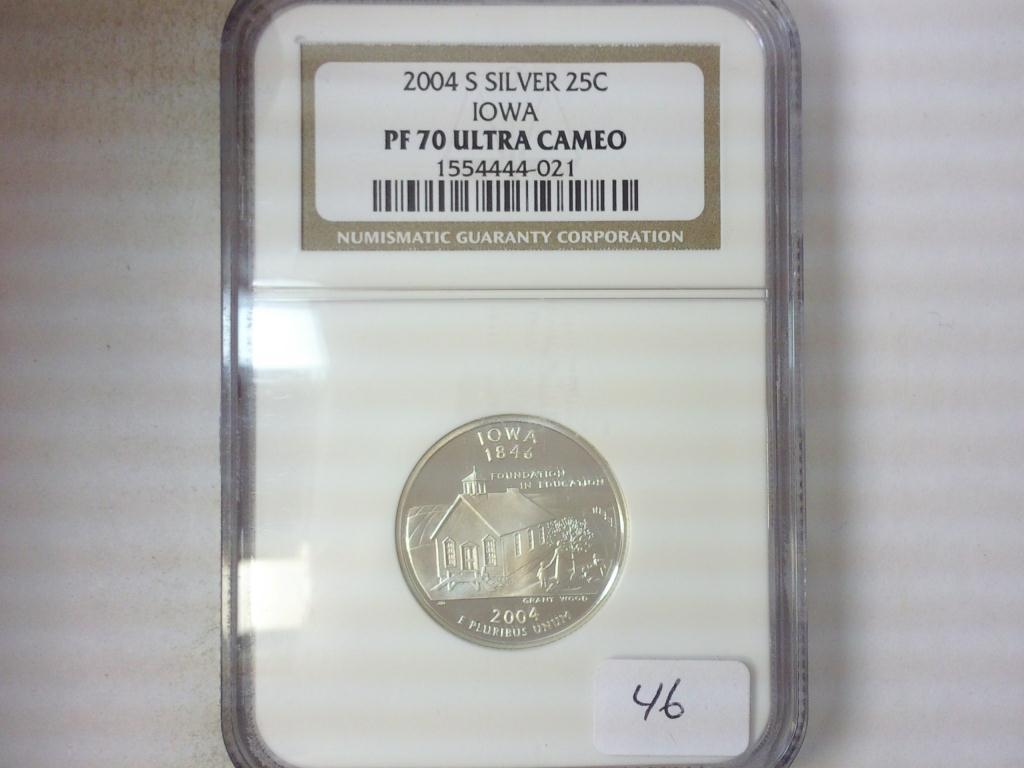 2004 S SILVER 25C
IOWA
PF 70 ULTRA CAMEO
1554444-021
NUMISMATIC GUARANTY CORPORATION
IOWA
1846
FOUNDATION
IN EDUCATION
GRANT WOOD
2004
E PLURIBUS UNUM
46